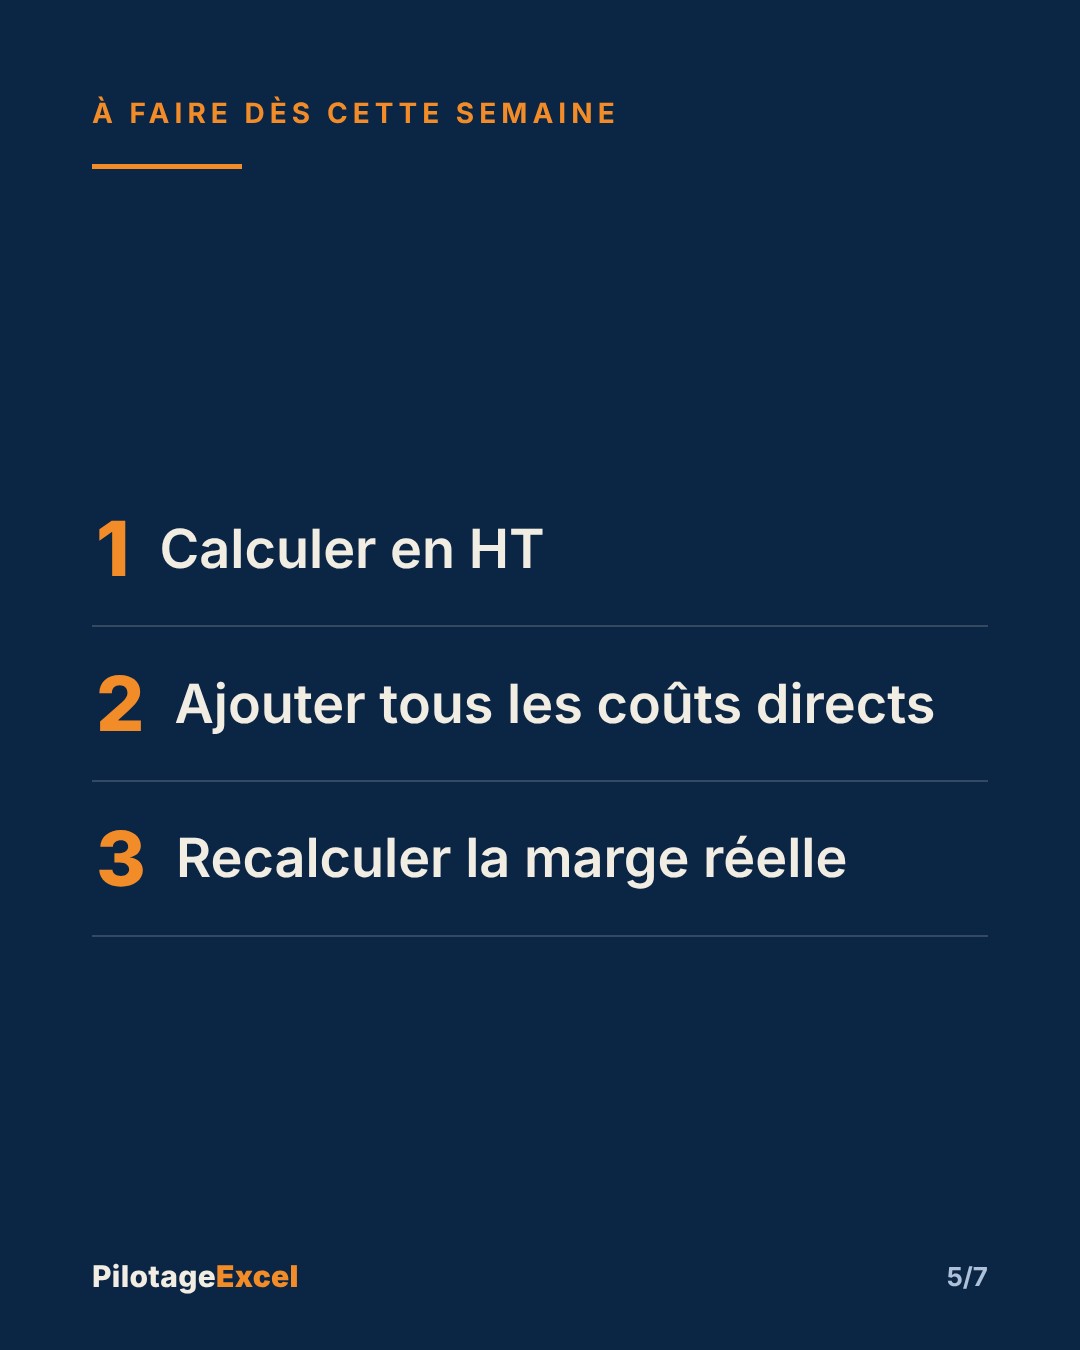 À FAIRE DÈS CETTE SEMAINE
1 Calculer en HT
2 Ajouter tous les coûts directs
3 Recalculer la marge réelle
PilotageExcel
5/7